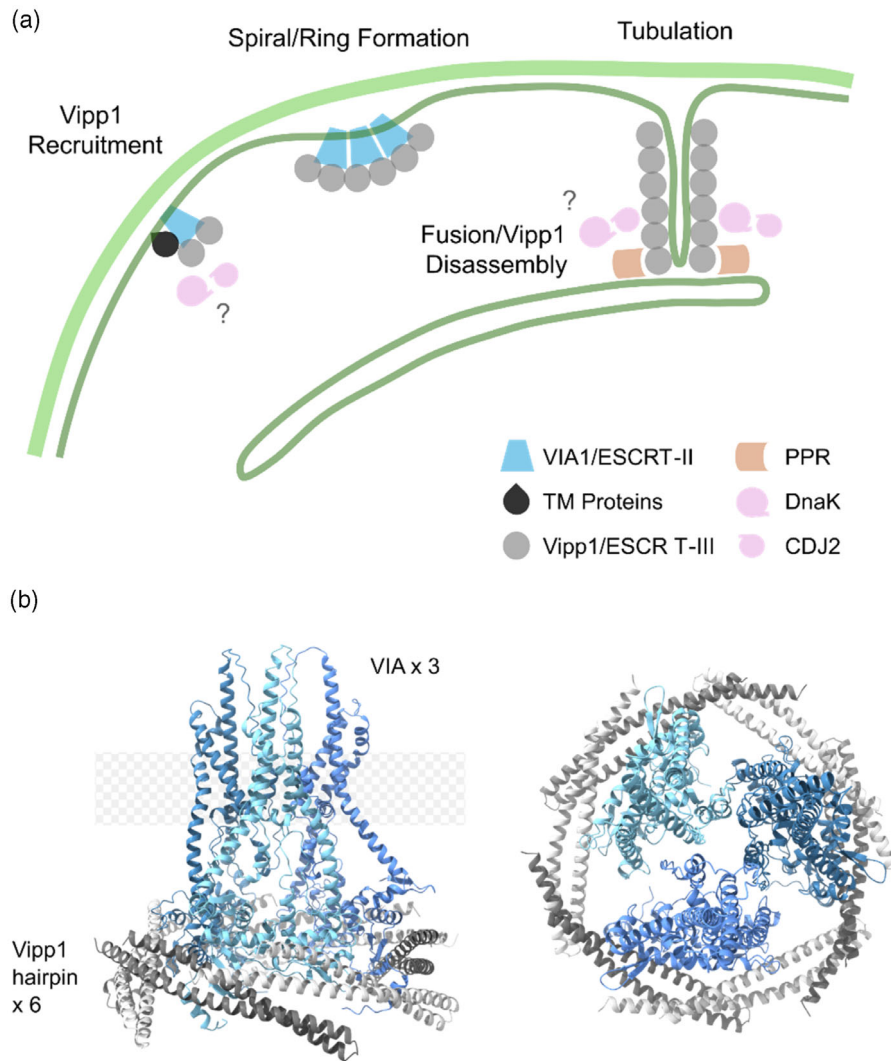 (a)
Spiral/Ring Formation
Tubulation
Vipp1
Recruitment
?
?
Fusion/Vipp1
Disassembly
VIA1/ESCRT-II
PPR
TM Proteins
DnaK
Vipp1/ESCR T-III
CDJ2
(b)
VIA x 3
Vipp1
hairpin
x 6